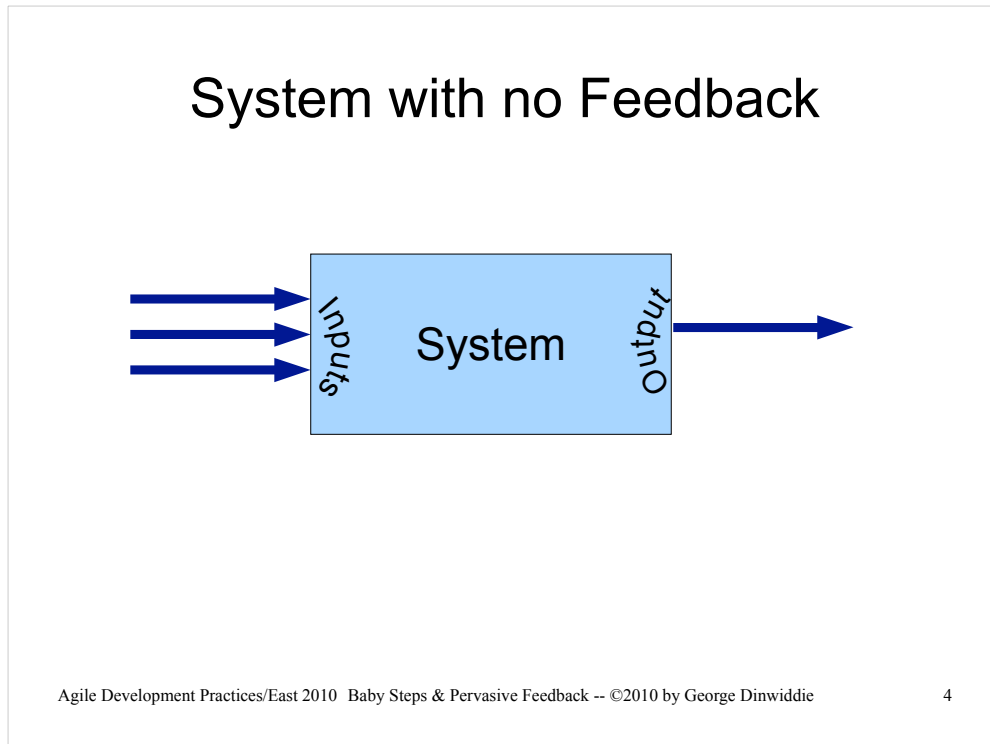 System with no Feedback
Inputs
System
Output
Agile Development Practices/East 2010 Baby Steps & Pervasive Feedback -- ©2010 by George Dinwiddie 4